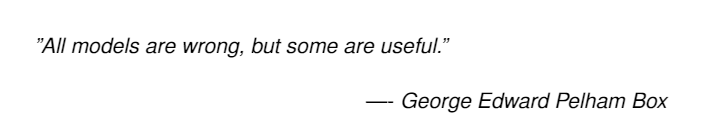 ”All models are wrong, but some are useful.”
—- George Edward Pelham Box